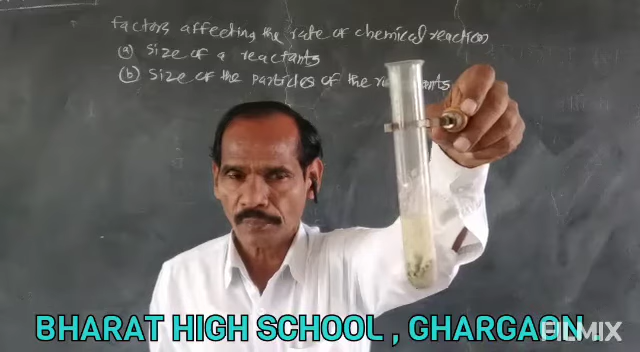 Factors affecting the rate of chemical reaction
(a) Size of a reactants
(b) Size of the particles of the
BHARAT HIGH SCHOOL , GHARGAON
FILMIX